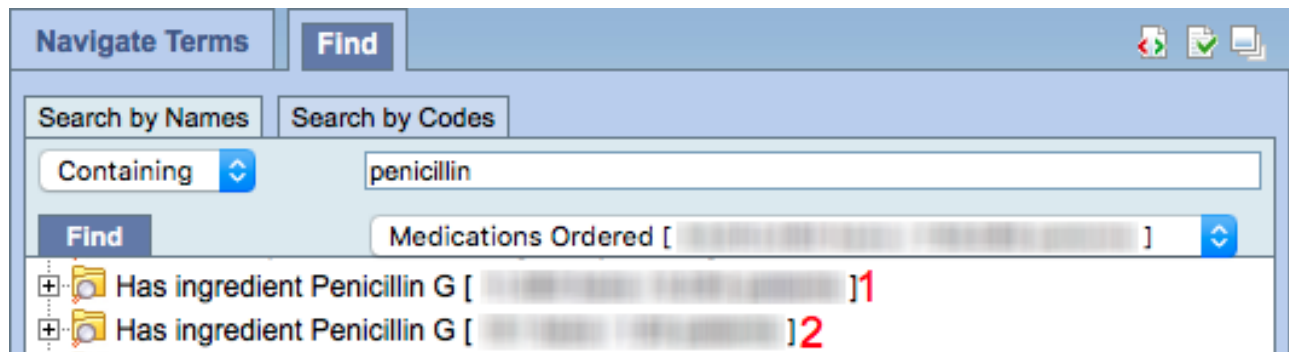 Navigate Terms Find
Search by Names Search by Codes
Containing penicillin
Find Medications Ordered [ ]
Has ingredient Penicillin G [ ]1
Has ingredient Penicillin G [ ]2